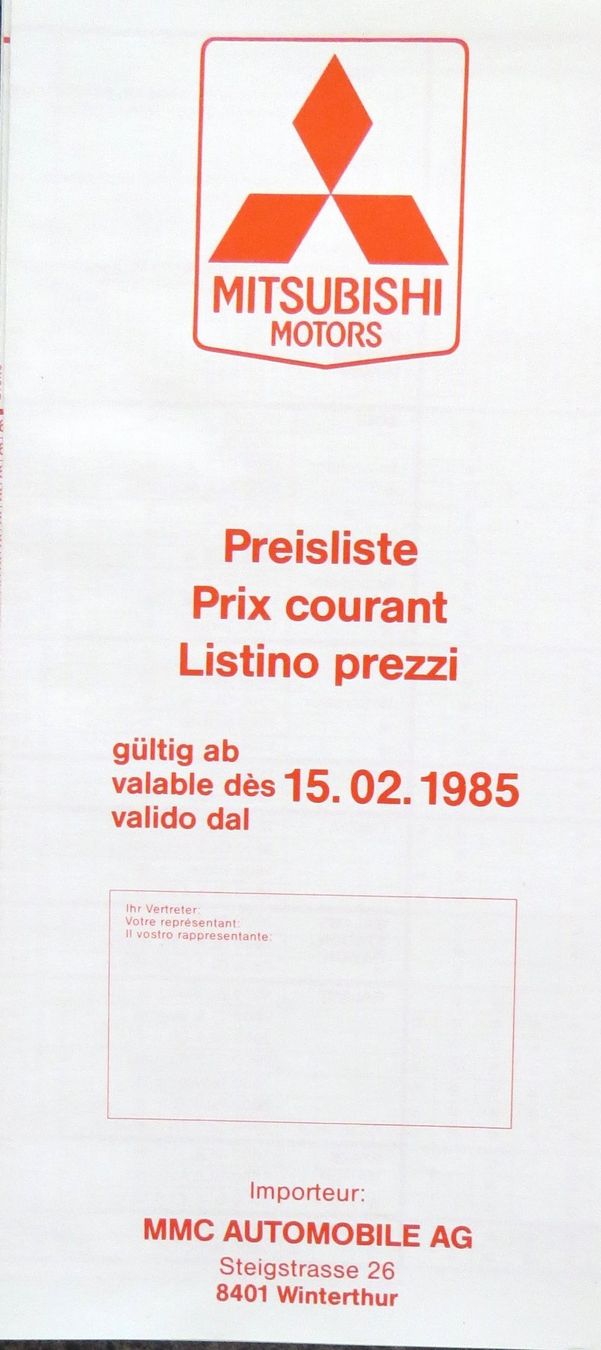 MITSUBISHI
MOTORS
Preisliste
Prix courant
Listino prezzi
gültig ab
valable dès 15. 02. 1985
valido dal
Ihr Vertreter:
Votre représentant:
Il vostro rappresentante:
Importeur:
MMC AUTOMOBILE AG
Steigstrasse 26
8401 Winterthur